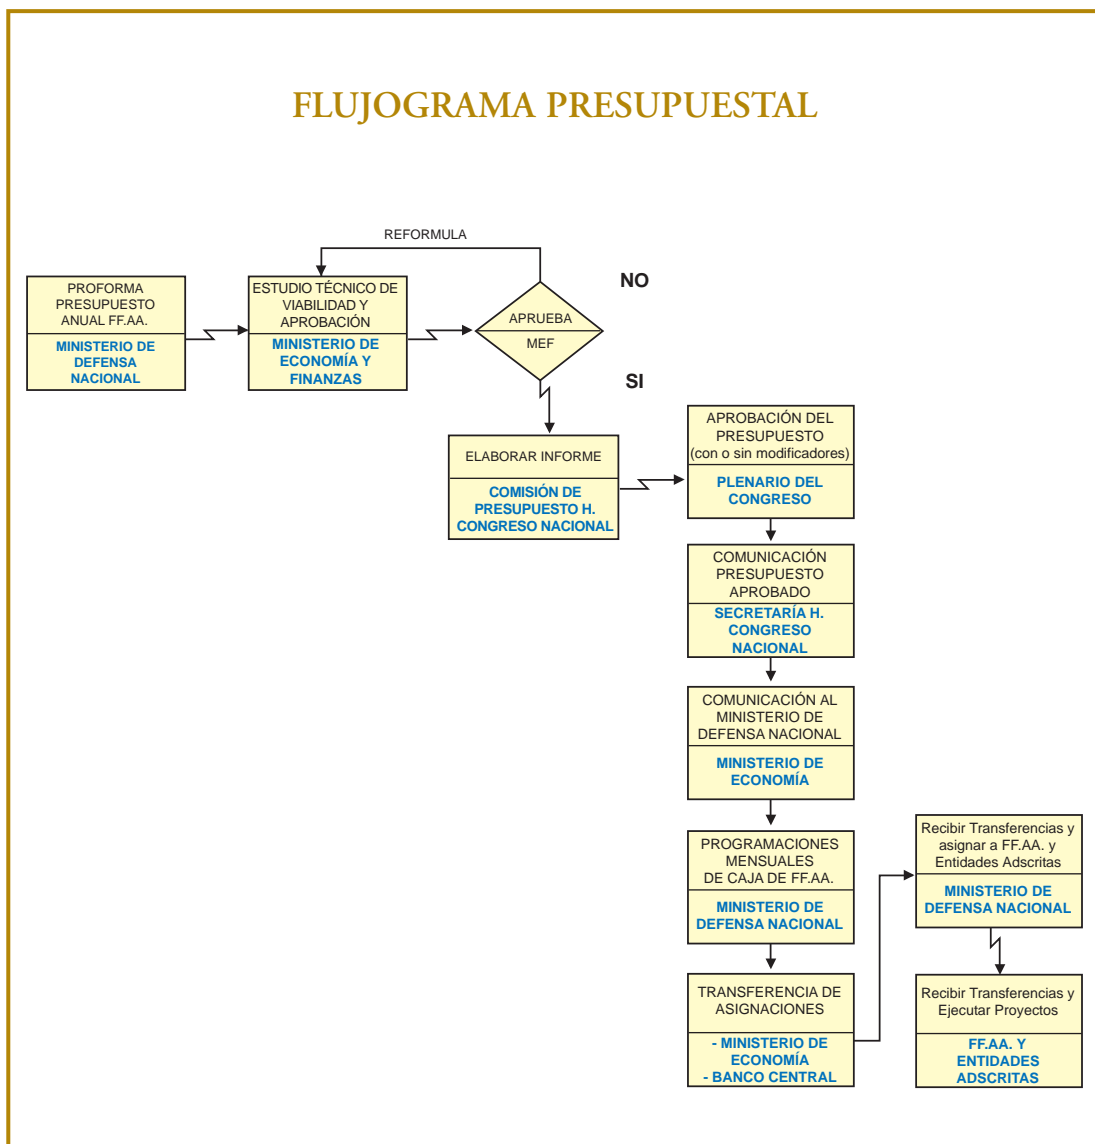 FLUJOGRAMA PRESUPUESTAL
REFORMULA
PROFORMA
PRESUPUESTO
ANUAL FF.AA.
MINISTERIO DE
DEFENSA
NACIONAL
ESTUDIO TÉCNICO DE
VIABILIDAD Y
APROBACIÓN
MINISTERIO DE
ECONOMÍA Y
FINANZAS
APRUEBA
MEF
NO
SI
ELABORAR INFORME
COMISIÓN DE
PRESUPUESTO H.
CONGRESO NACIONAL
APROBACIÓN DEL
PRESUPUESTO
(con o sin modificadores)
PLENARIO DEL
CONGRESO
COMUNICACIÓN
PRESUPUESTO
APROBADO
SECRETARÍA H.
CONGRESO
NACIONAL
COMUNICACIÓN AL
MINISTERIO DE
DEFENSA NACIONAL
MINISTERIO DE
ECONOMÍA
PROGRAMACIONES
MENSUALES
DE CAJA DE FF.AA.
MINISTERIO DE
DEFENSA NACIONAL
TRANSFERENCIA DE
ASIGNACIONES
- MINISTERIO DE
ECONOMÍA
- BANCO CENTRAL
Recibir Transferencias y
asignar a FF.AA. y
Entidades Adscritas
MINISTERIO DE
DEFENSA NACIONAL
Recibir Transferencias y
Ejecutar Proyectos
FF.AA. Y
ENTIDADES
ADSCRITAS